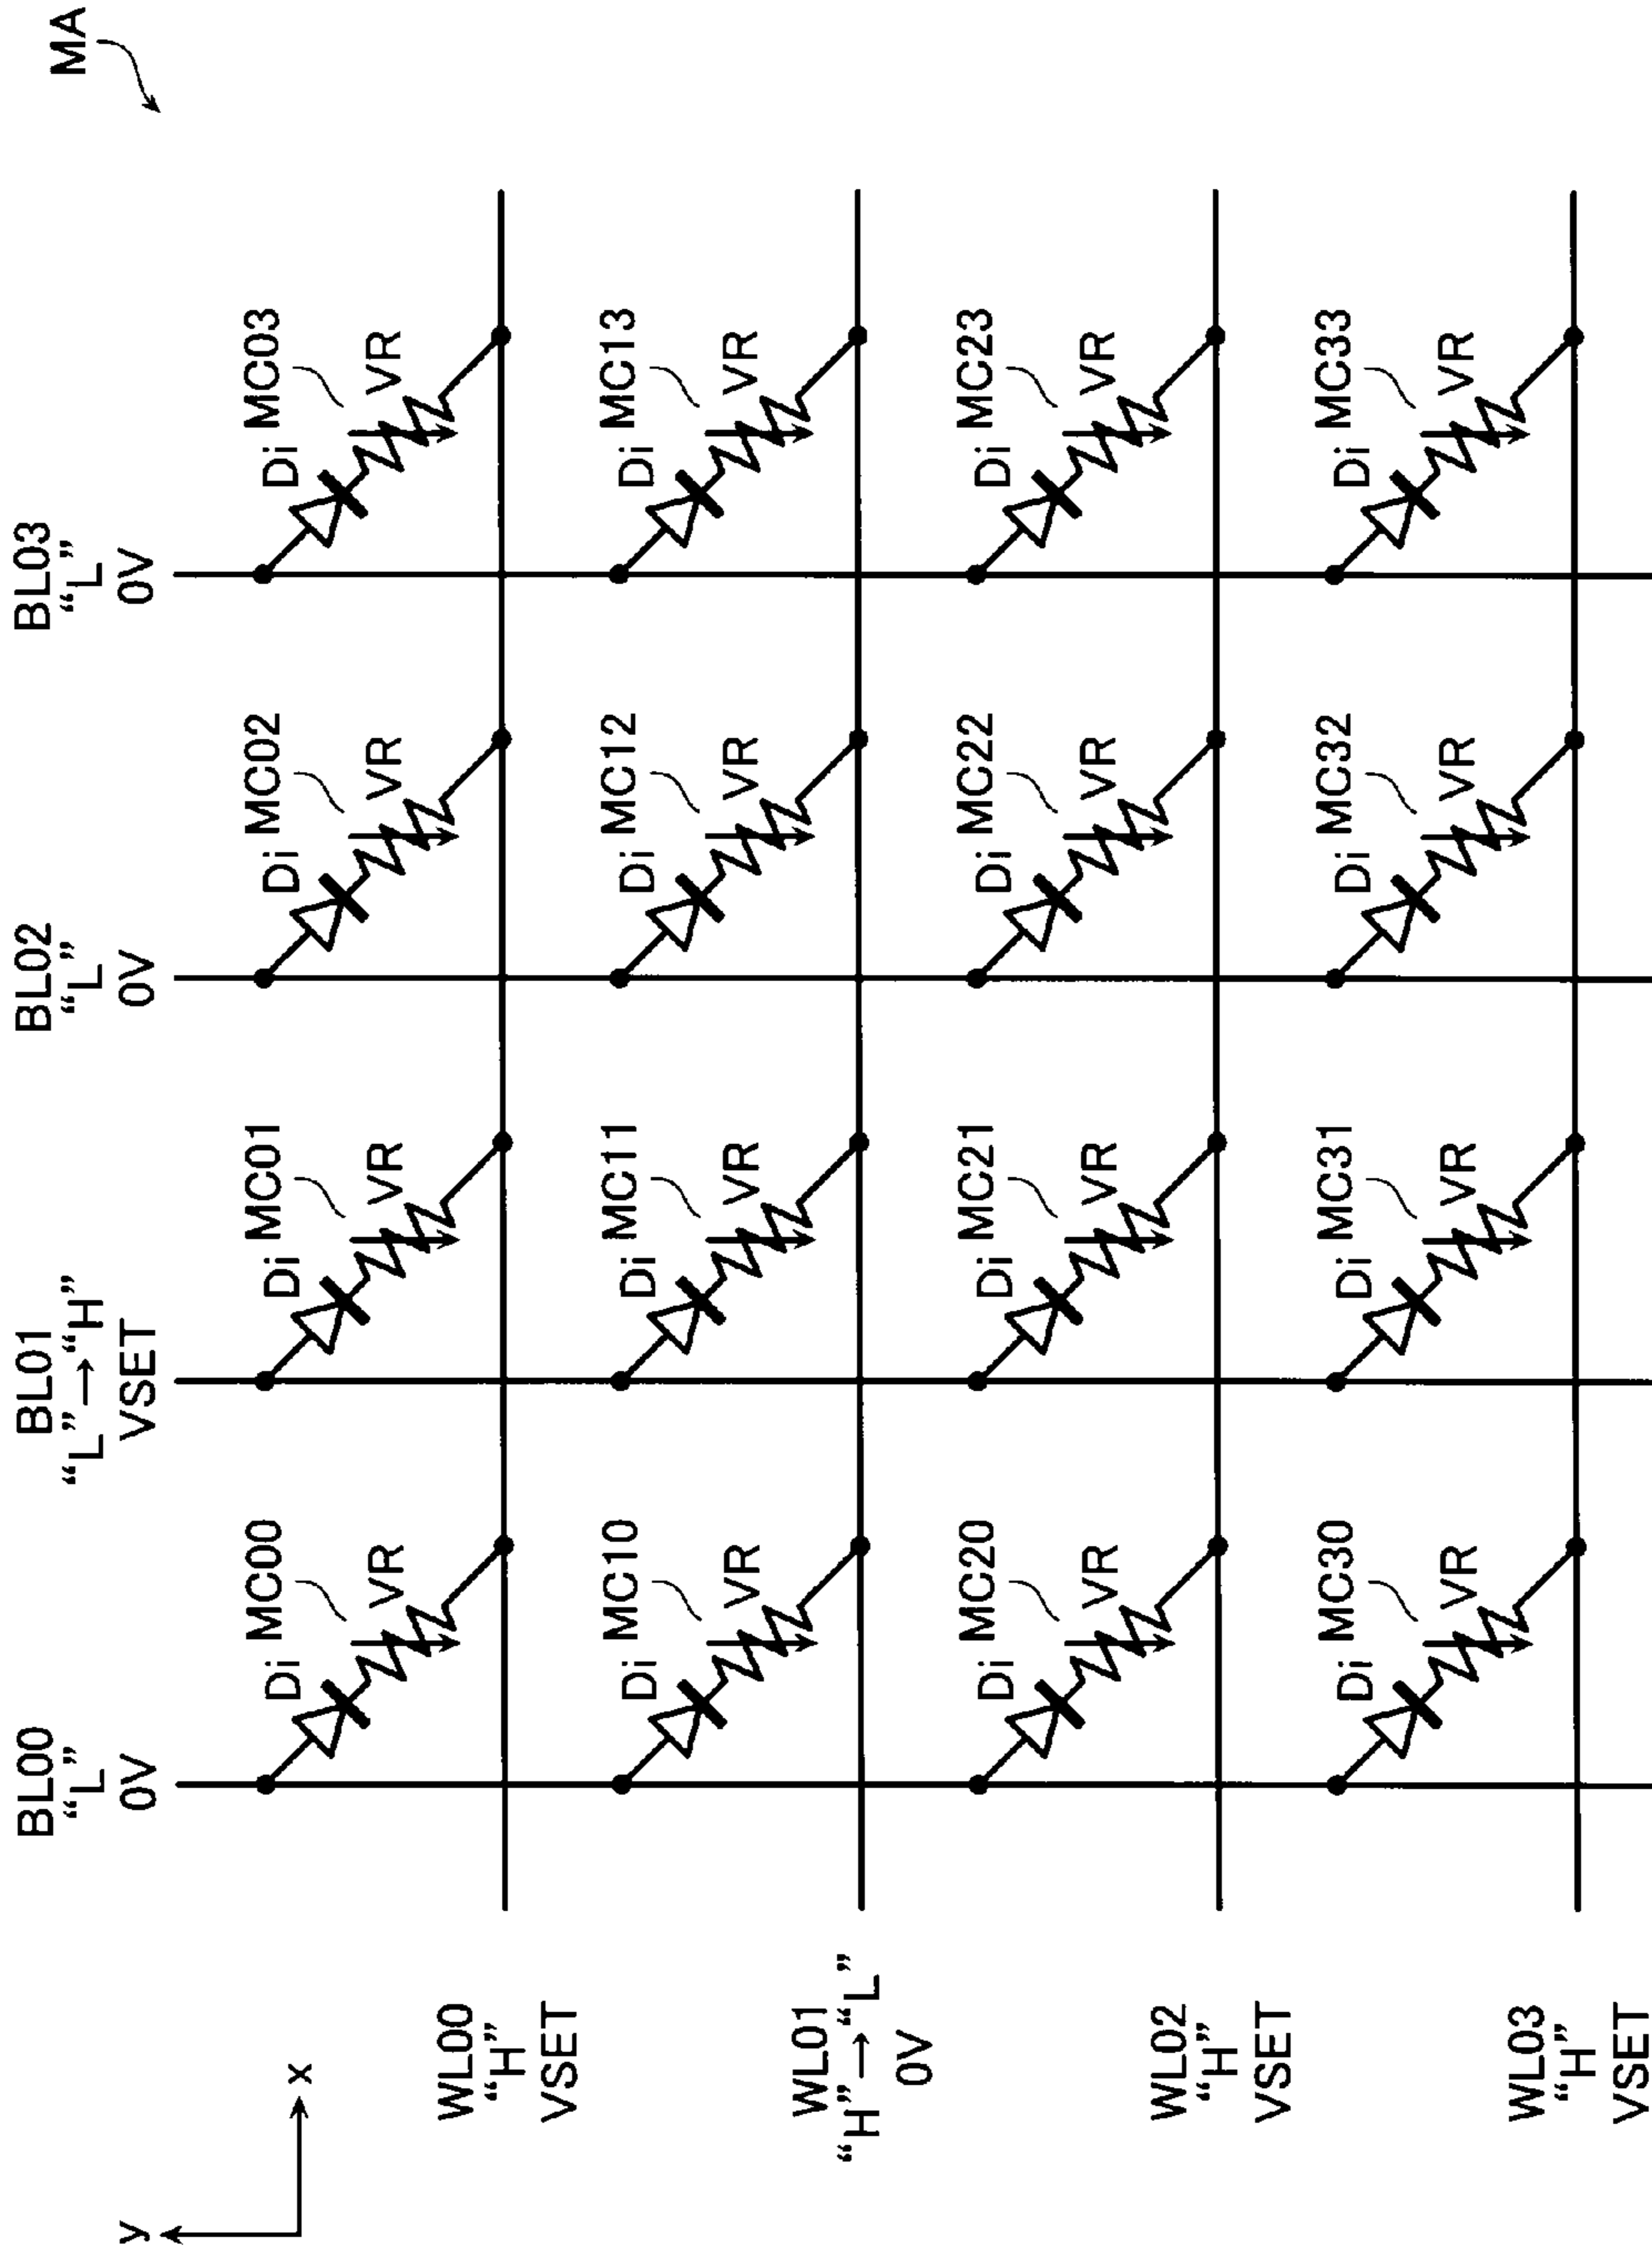 BL00
"L"
0V
BL01
"L"→"H"
VSET
BL02
"L"
0V
BL03
"L"
0V
MA
y
x
Di
MC00
VR
Di
MC01
VR
Di
MC02
VR
Di
MC03
VR
WL00
"H"
VSET
Di
MC10
VR
Di
MC11
VR
Di
MC12
VR
Di
MC13
VR
WL01
"H"→"L"
0V
Di
MC20
VR
Di
MC21
VR
Di
MC22
VR
Di
MC23
VR
WL02
"H"
VSET
Di
MC30
VR
Di
MC31
VR
Di
MC32
VR
Di
MC33
VR
WL03
"H"
VSET